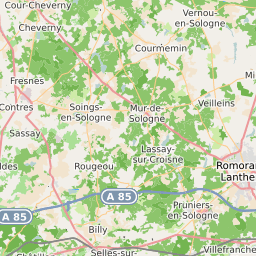 Cour-Cheverny
Vernou-
en-Sologne
Cheverny
Courmemin
Fresnes
Contres
Soings-
en-Sologne
Mur-de-
Sologne
Veilleins
Sassay
Lassay-
sur-Croisne
Rougeou
Romoran
Lanthe
A 85
Pruniers-
en-Sologne
A 85
Billy
Selles-sur-
Villefranche